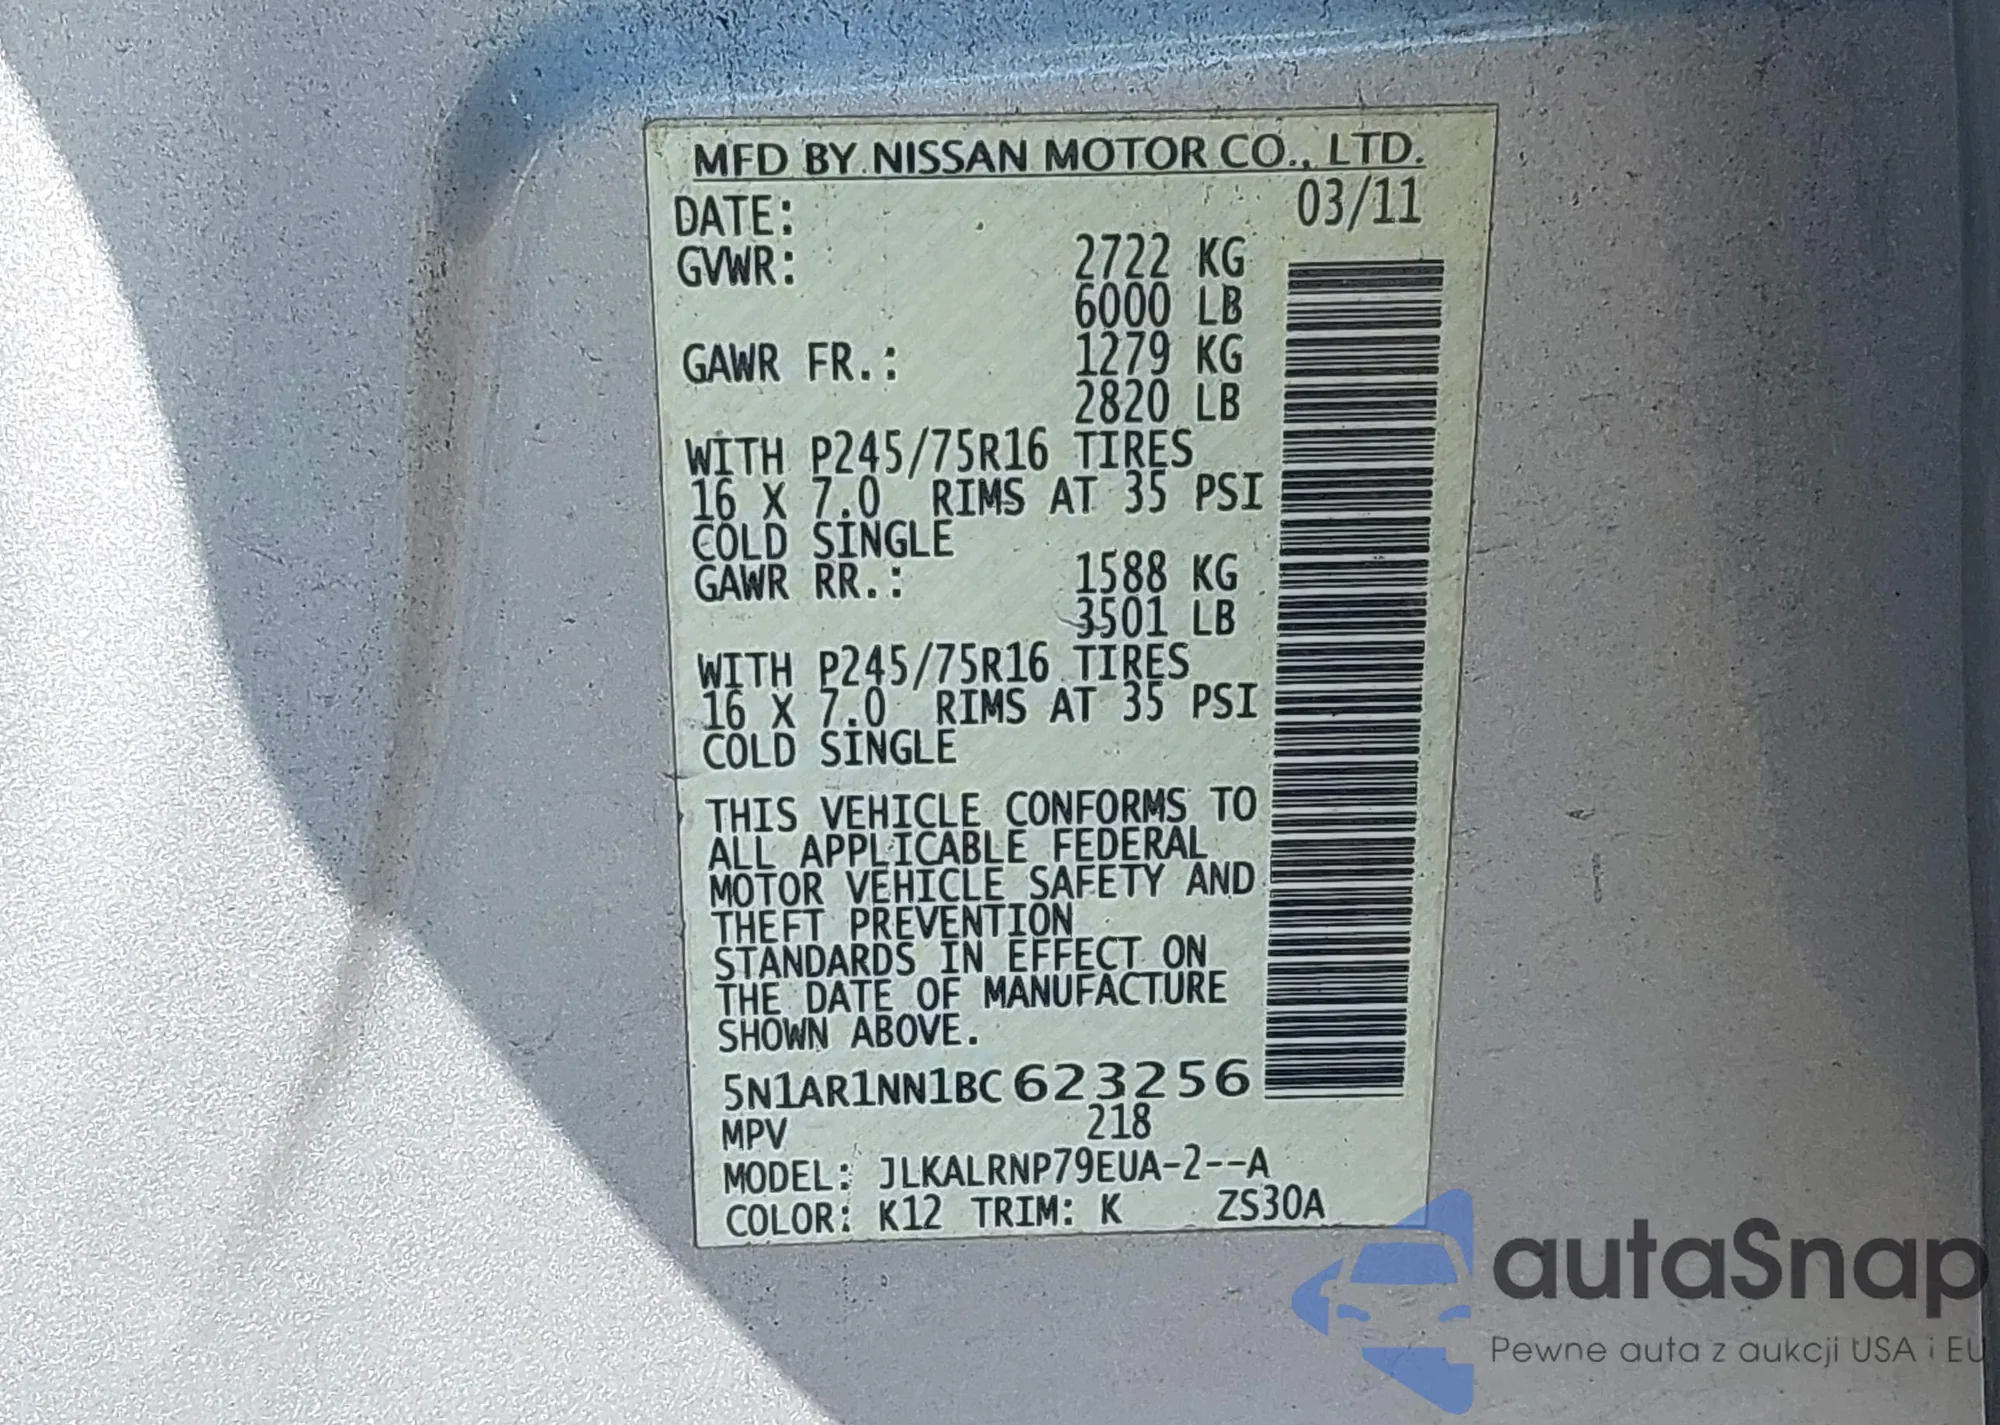 MFD BY NISSAN MOTOR CO., LTD.
DATE: 03/11
GVWR: 2722 KG
6000 LB
GAWR FR.: 1279 KG
2820 LB
WITH P245/75R16 TIRES
16 X 7.0 RIMS AT 35 PSI
COLD SINGLE
GAWR RR.: 1588 KG
3501 LB
WITH P245/75R16 TIRES
16 X 7.0 RIMS AT 35 PSI
COLD SINGLE
THIS VEHICLE CONFORMS TO
ALL APPLICABLE FEDERAL
MOTOR VEHICLE SAFETY AND
THEFT PREVENTION
STANDARDS IN EFFECT ON
THE DATE OF MANUFACTURE
SHOWN ABOVE.
5N1AR1NN1BC623256
MPV 218
MODEL: JLKALRNP79EUA-2--A
COLOR: K12 TRIM: K ZS30A
autaSnap
Pewne auta z aukcji USA i EU